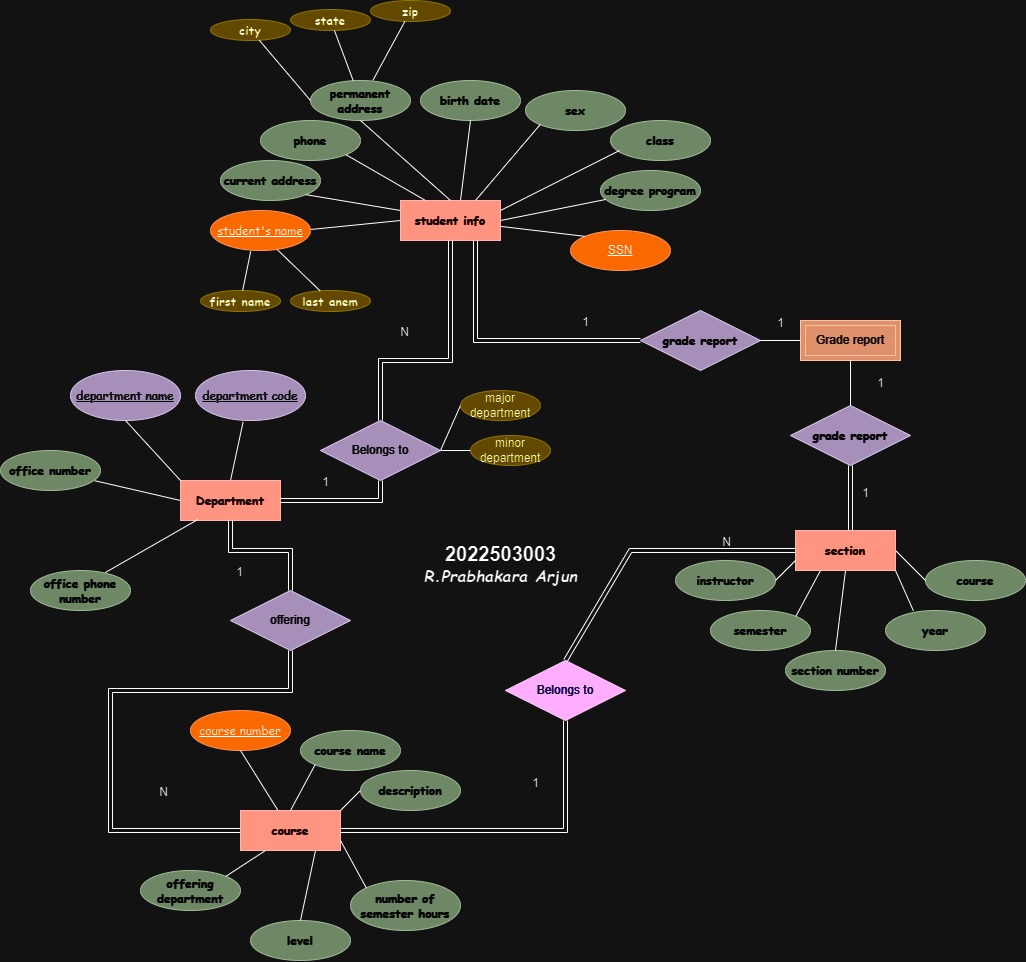 city
state
zip
permanent
address
birth date
sex
phone
class
current address
degree program
student's name
student info
SSN
first name
last anem
N
1
1
grade report
Grade report
1
department name
department code
major
department
minor
department
Belongs to
grade report
office number
1
1
Department
2022503003
R.Prabhakara Arjun
N
section
1
office phone
number
instructor
course
offering
semester
year
section number
Belongs to
course number
course name
description
1
N
course
offering
department
number of
semester hours
level